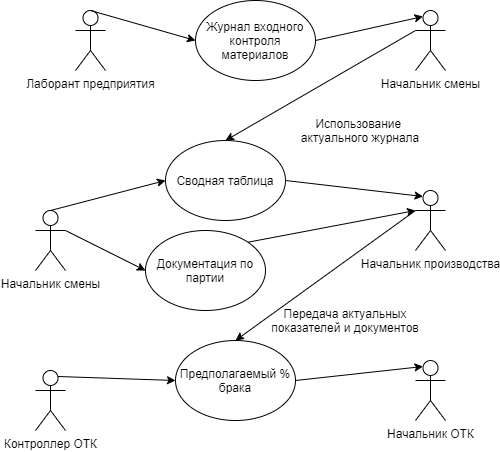 Журнал входного
контроля
материалов
Лаборант предприятия
Начальник смены
Использование
актуального журнала
Сводная таблица
Начальник смены
Документация по
партии
Начальник производства
Передача актуальных
показателей и документов
Предполагаемый %
брака
Контроллер ОТК
Начальник ОТК